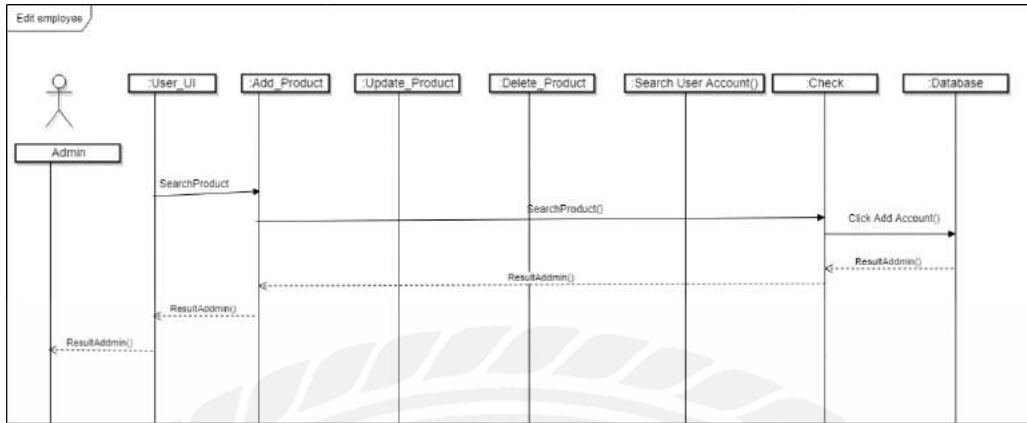 Edit employee
:User_UI
:Add_Product
:Update_Product
:Delete_Product
:Search User Account()
:Check
:Database
Admin
SearchProduct
SearchProduct()
Click Add Account()
ResultAddmin()
ResultAddmin()
ResultAddmin()
ResultAddmin()